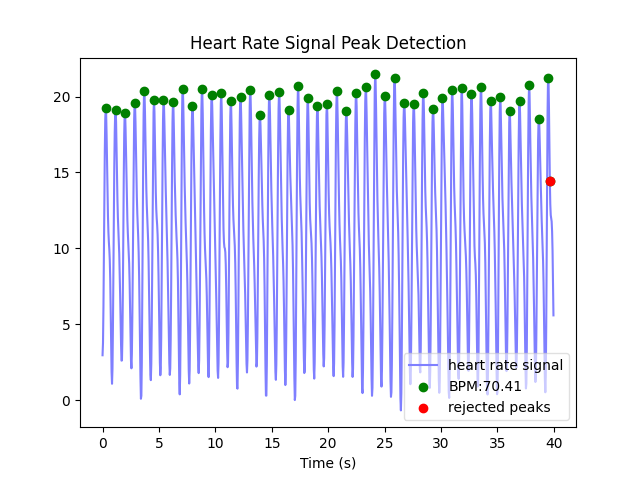 Heart Rate Signal Peak Detection
20
15
10
5
0
heart rate signal
BPM:70.41
rejected peaks
0 5 10 15 20 25 30 35 40
Time (s)